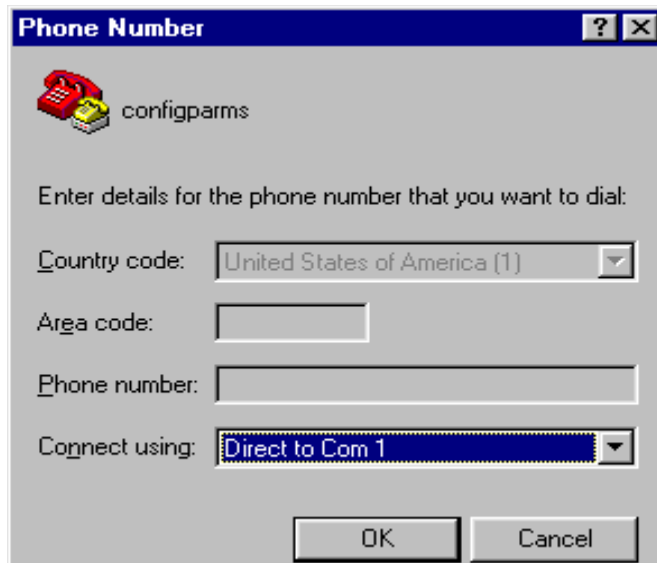 Phone Number
configparms
Enter details for the phone number that you want to dial:
Country code: United States of America (1)
Area code:
Phone number:
Connect using: Direct to Com 1
OK Cancel